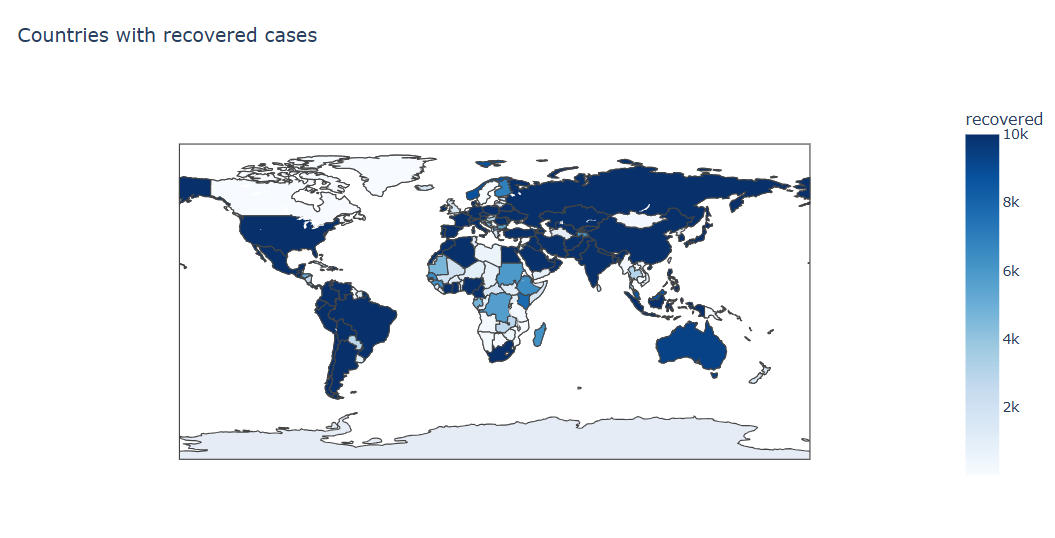 Countries with recovered cases
recovered
10k
8k
6k
4k
2k